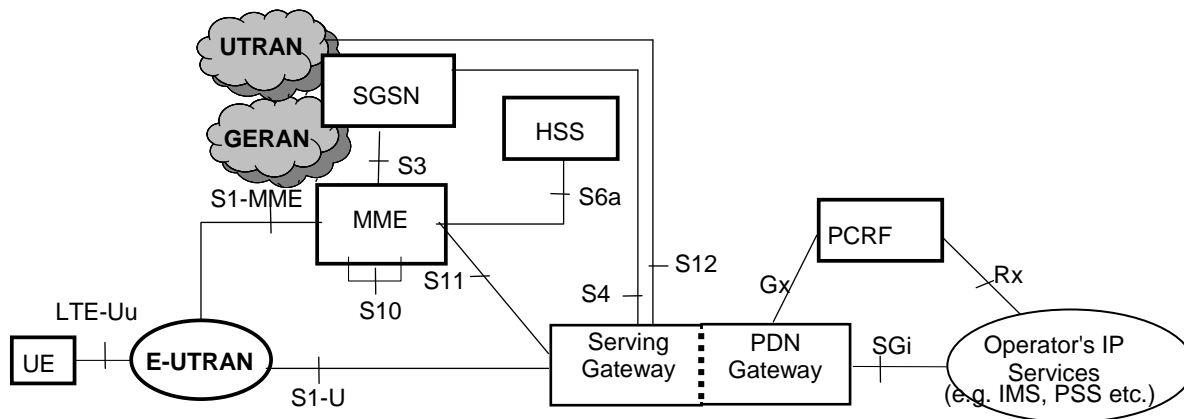 UTRAN
SGSN
GERAN
HSS
S3
S1-MME
S6a
MME
PCRF
S11
S12
S10
S4
Gx
Rx
LTE-Uu
UE
E-UTRAN
S1-U
Serving
Gateway
PDN
Gateway
SGi
Operator's IP
Services
(e.g. IMS, PSS etc.)